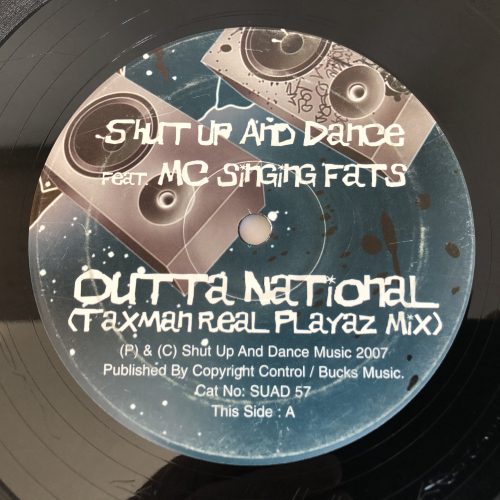 Shut Up And Dance
Feat. MC Singing Fats
Outta National
(Taxman Real Playaz Mix)
(P) & (C) Shut Up And Dance Music 2007
Published By Copyright Control / Bucks Music.
Cat No: SUAD 57
This Side : A